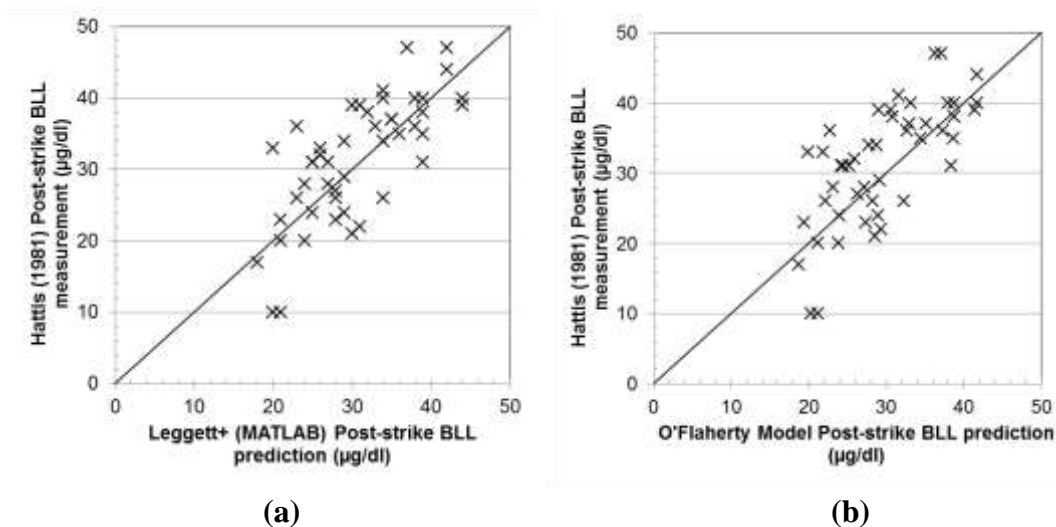 Hattis (1981) Post-strike BLL
measurement (µg/dl)
50
40
30
20
10
0
0 10 20 30 40 50
Leggett+ (MATLAB) Post-strike BLL
prediction (µg/dl)
(a)
Hattis (1981) Post-strike BLL
measurement (µg/dl)
50
40
30
20
10
0
0 10 20 30 40 50
O'Flaherty Model Post-strike BLL prediction
(µg/dl)
(b)